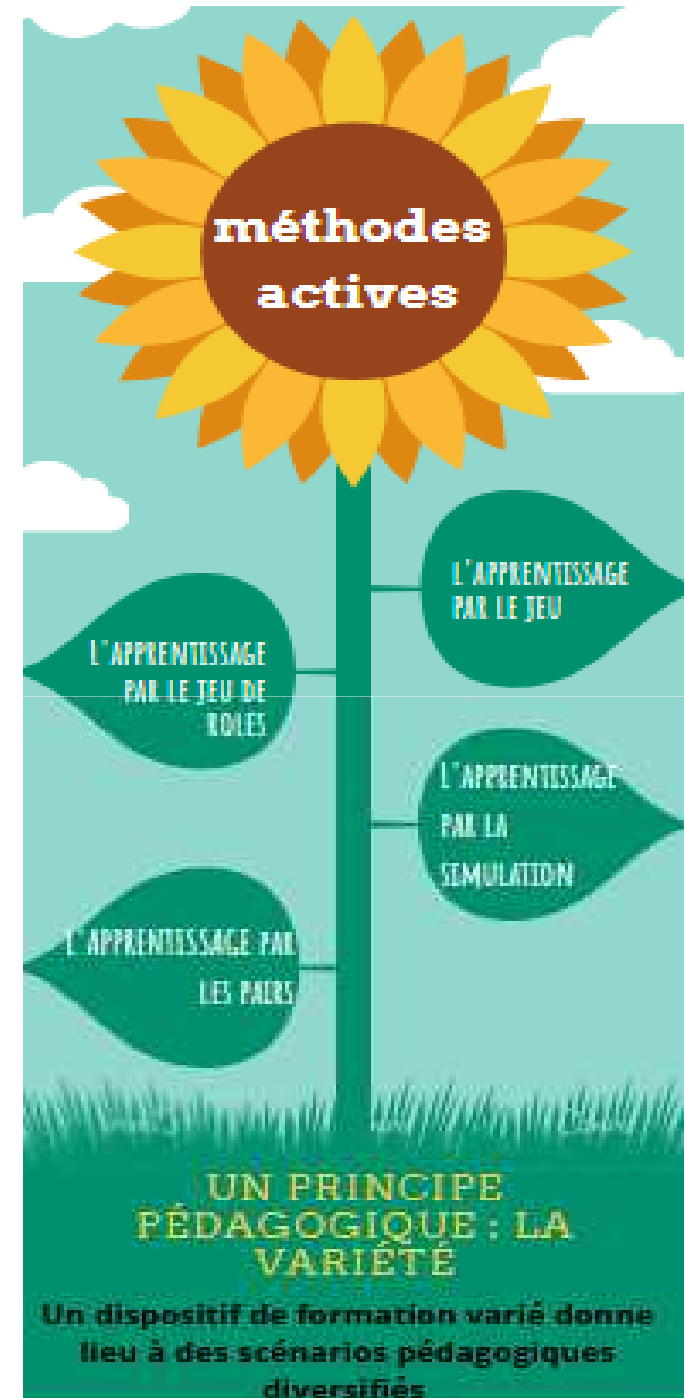 méthodes
actives
L'APPRENTISSAGE
PAR LE JEU
L'APPRENTISSAGE
PAR LE JEU DE
ROLES
L'APPRENTISSAGE
PAR LA
SIMULATION
L'APPRENTISSAGE PAR
LES PAIRS
UN PRINCIPE
PÉDAGOGIQUE : LA
VARIÉTÉ
Un dispositif de formation varié donne
lieu à des scénarios pédagogiques
diversifiés